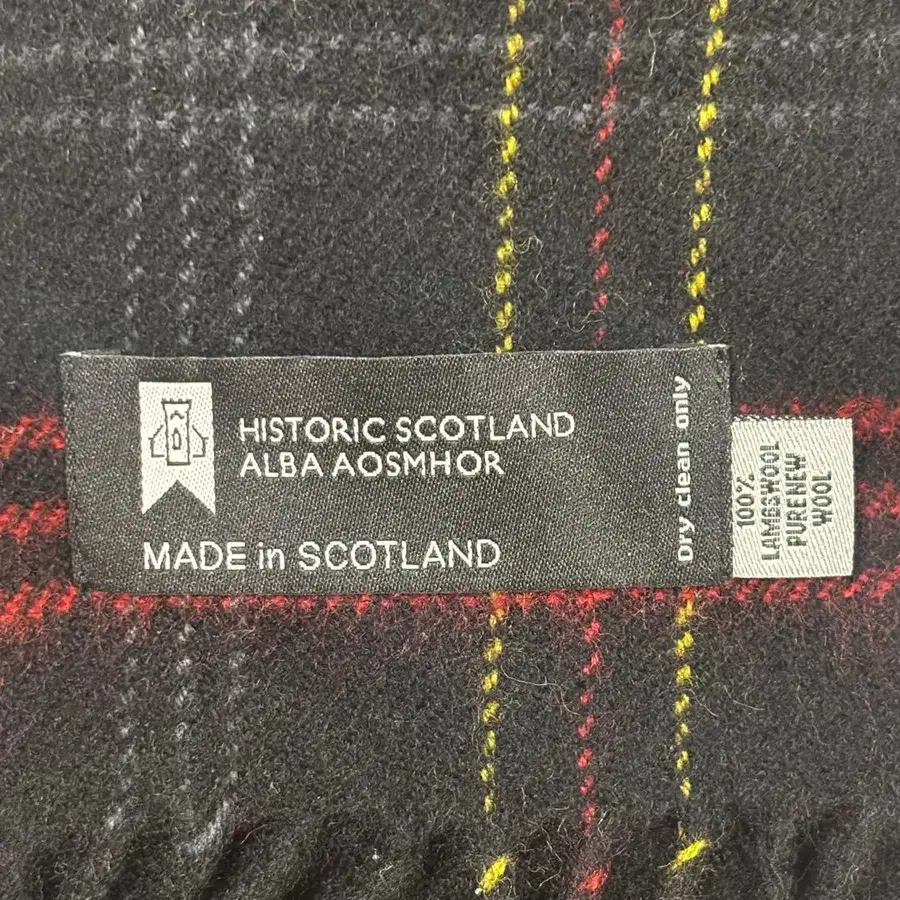 HISTORIC SCOTLAND
ALBA AOSMHOR
MADE in SCOTLAND
Dry clean only
100%
LAMBSWOOL
PURE NEW
WOOL